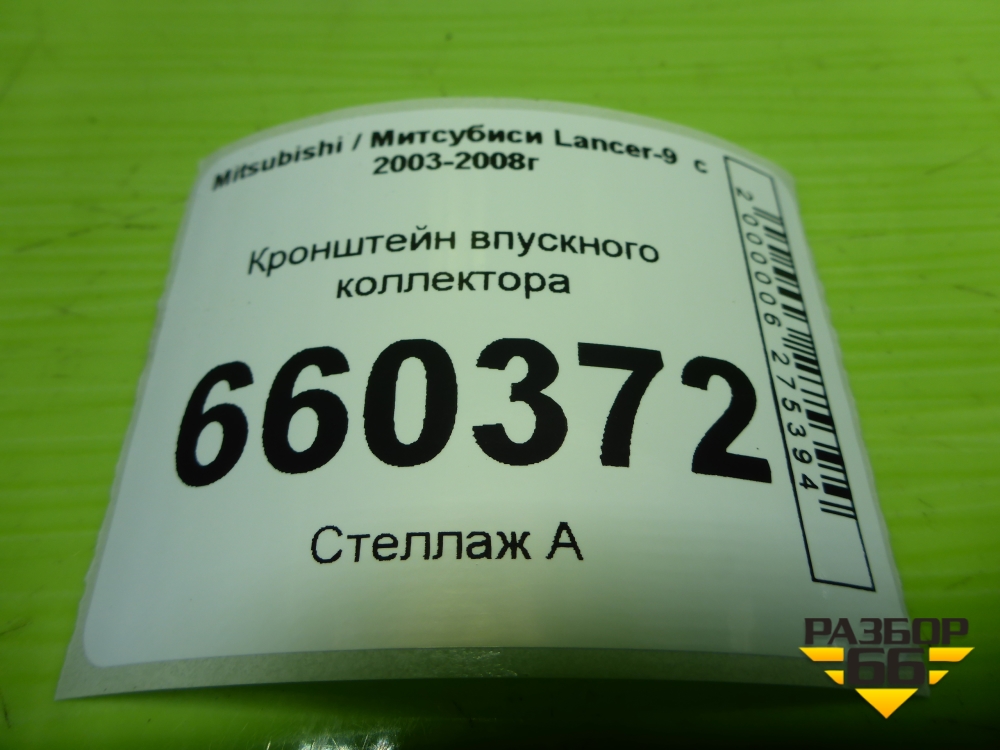 Mitsubishi / Митсубиси Lancer-9 с
2003-2008г
Кронштейн впускного
коллектора
660372
Стеллаж А
2000006275394
РАЗБОР
66